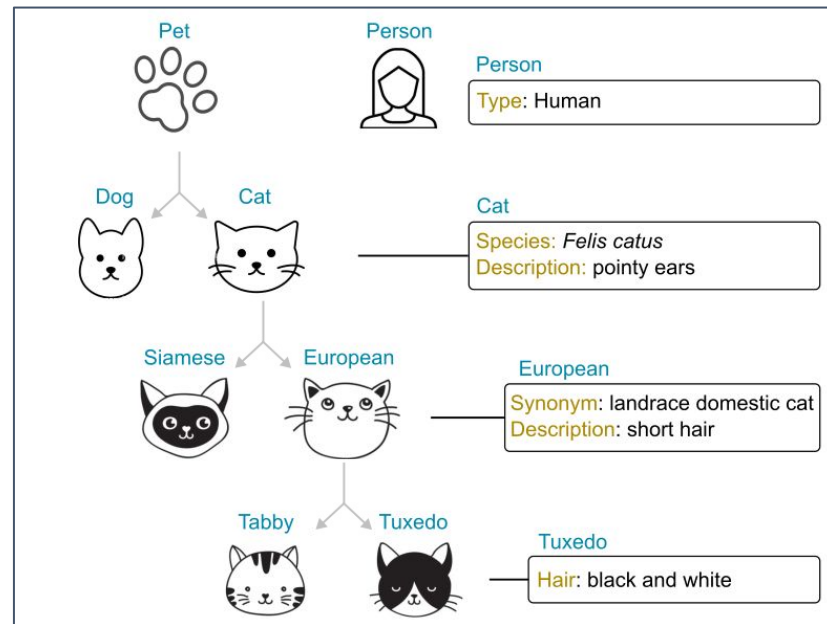 Pet
Person
Person
Type: Human
Dog
Cat
Cat
Species: Felis catus
Description: pointy ears
Siamese
European
European
Synonym: landrace domestic cat
Description: short hair
Tabby
Tuxedo
Tuxedo
Hair: black and white